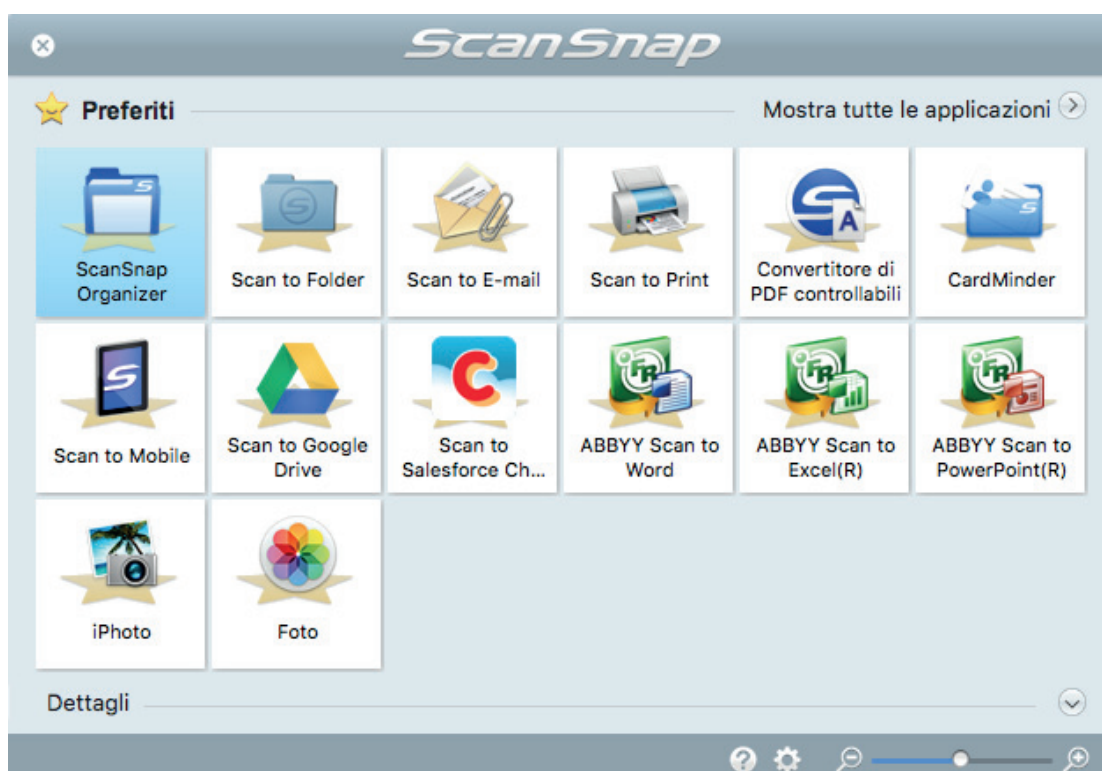 ScanSnap
Preferiti
Mostra tutte le applicazioni
ScanSnap
Organizer
Scan to Folder
Scan to E-mail
Scan to Print
Convertitore di
PDF controllabili
CardMinder
Scan to Mobile
Scan to Google
Drive
Scan to
Salesforce Ch...
ABBYY Scan to
Word
ABBYY Scan to
Excel(R)
ABBYY Scan to
PowerPoint(R)
iPhoto
Foto
Dettagli